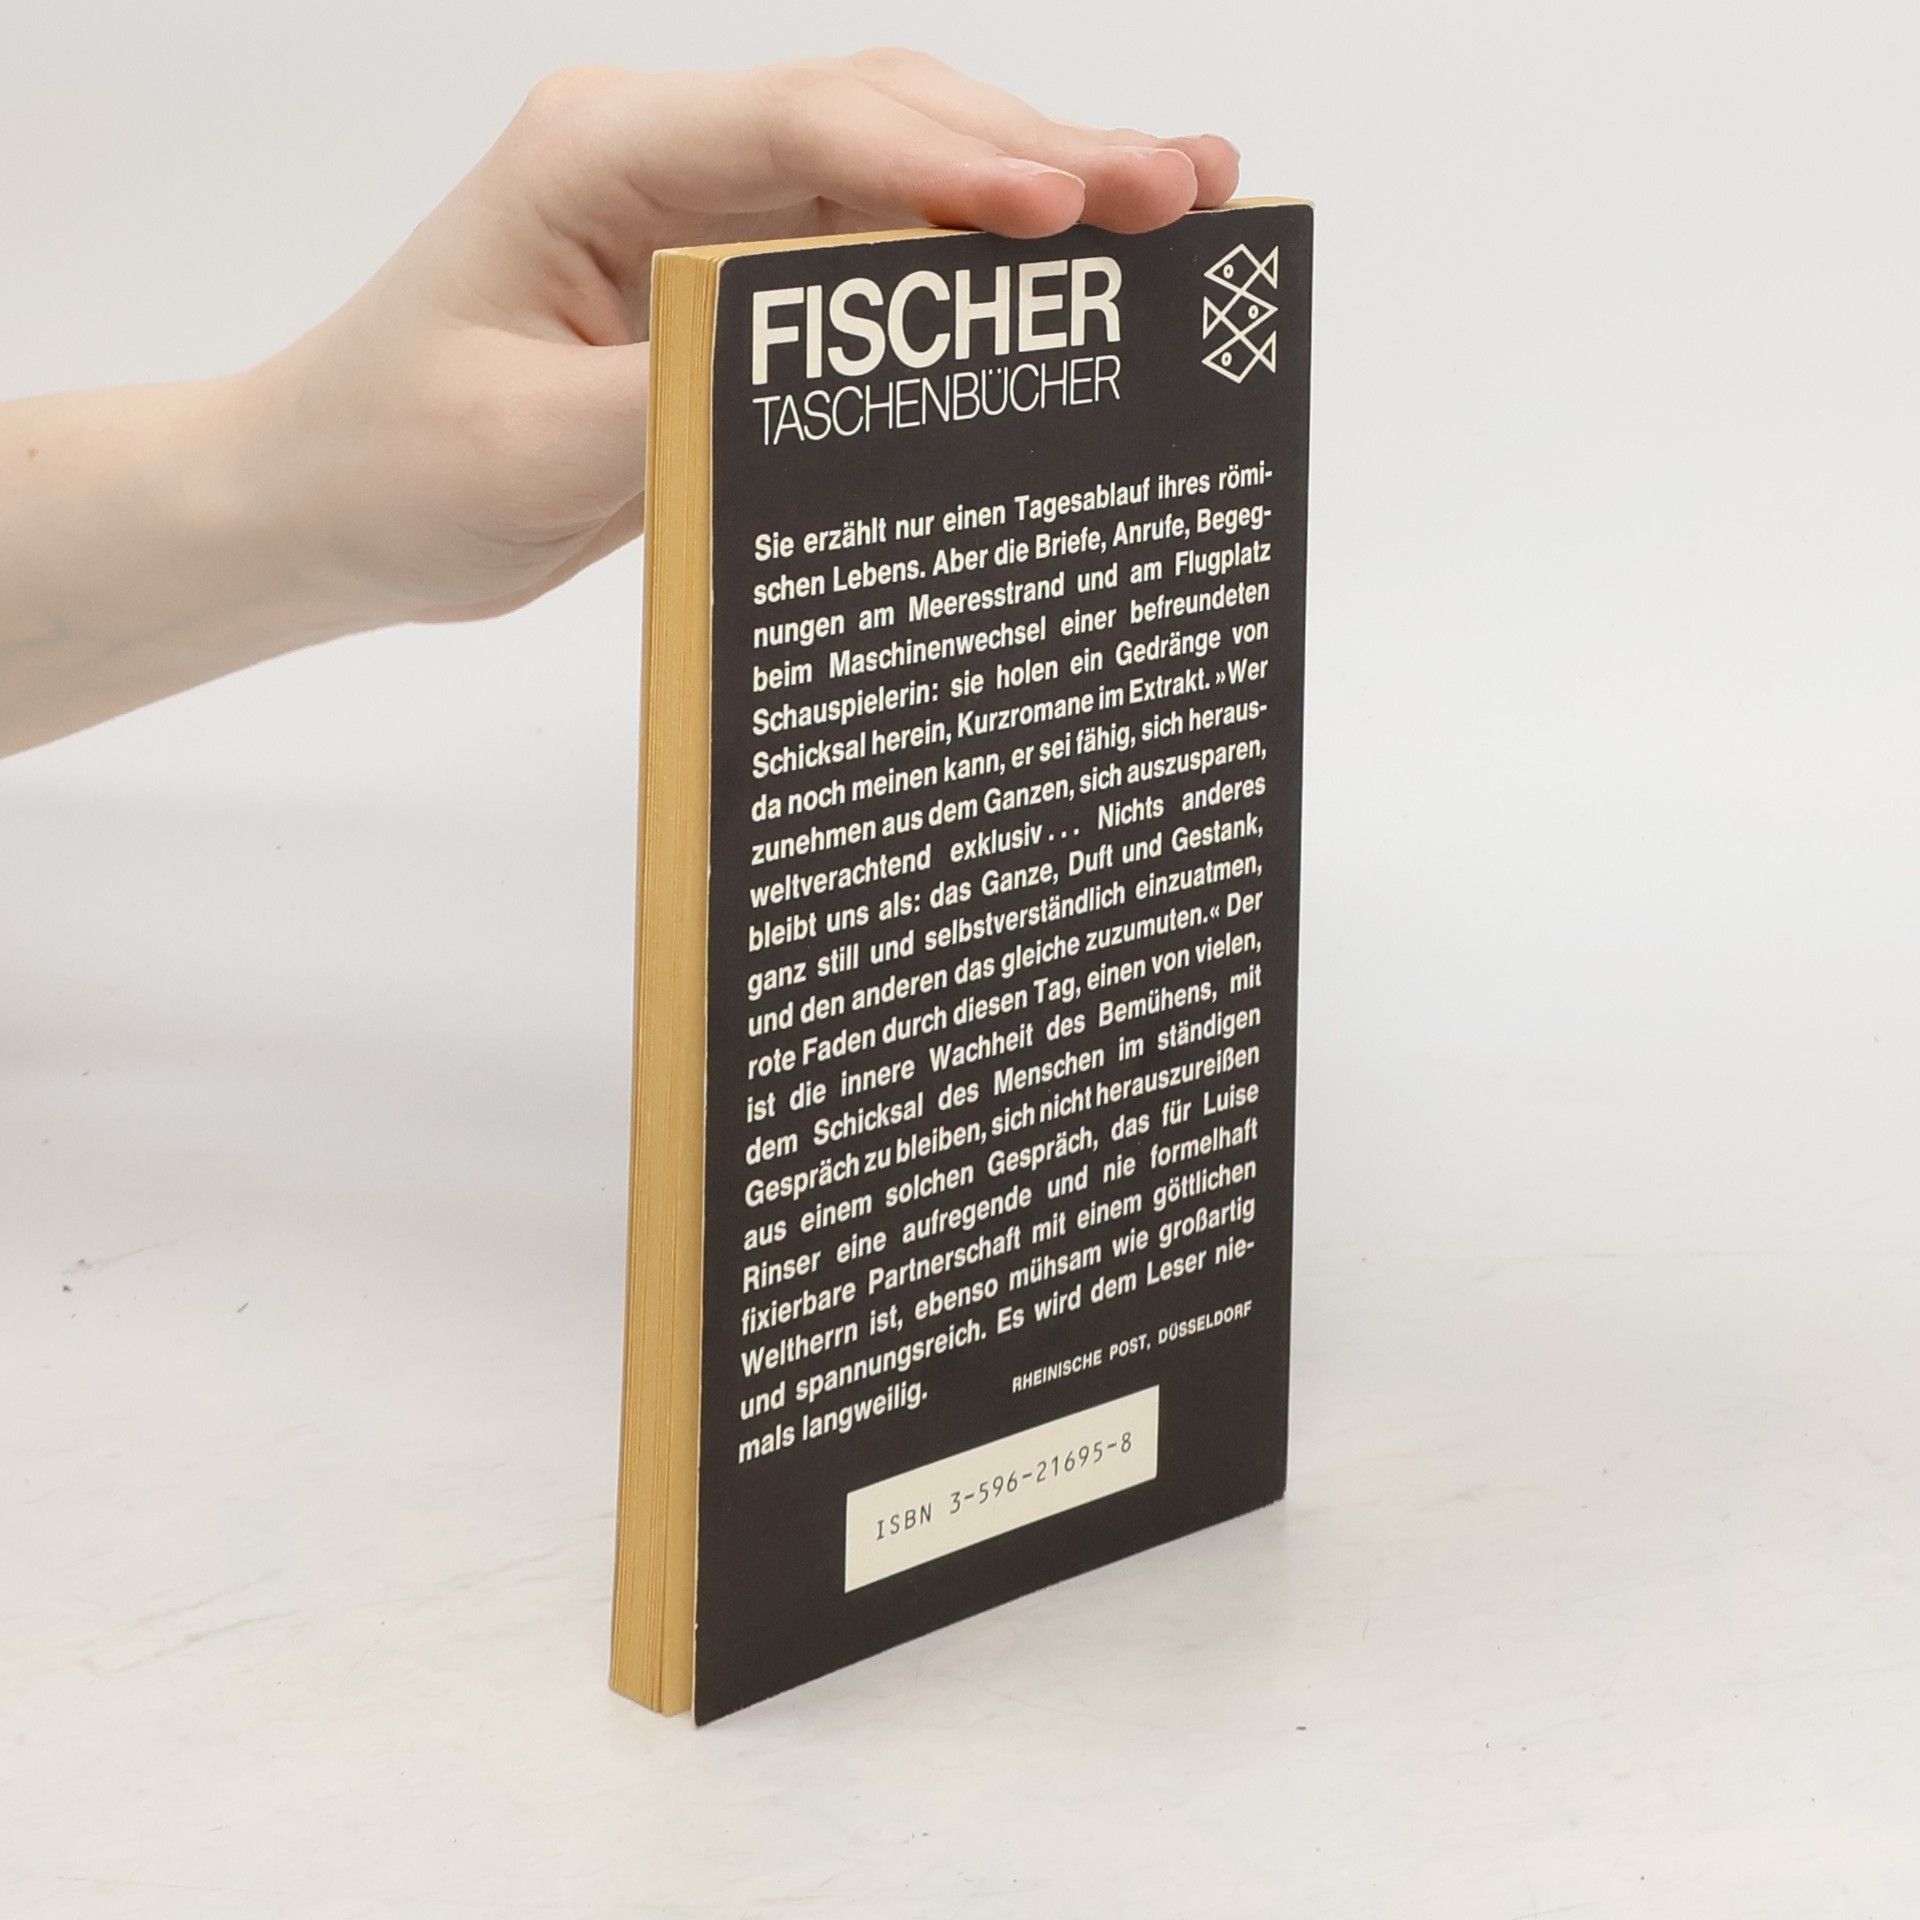 FISCHER
TASCHENBÜCHER
Sie erzählt nur einen Tagesablauf ihres römi-
schen Lebens. Aber die Briefe, Anrufe, Begeg-
nungen am Meeresstrand und am Flugplatz
beim Maschinenwechsel einer befreundeten
Schauspielerin: sie holen ein Gedränge von
Schicksal herein, Kurzromane im Extrakt. »Wer
da noch meinen kann, er sei fähig, sich heraus-
zunehmen aus dem Ganzen, sich auszusparen,
weltverachtend exklusiv... Nichts anderes
bleibt uns als: das Ganze, Duft und Gestank,
ganz still und selbstverständlich einzuatmen,
und den anderen das gleiche zuzumuten.« Der
rote Faden durch diesen Tag, einen von vielen,
ist die innere Wachheit des Bemühens, mit
dem Schicksal des Menschen im ständigen
Gespräch zu bleiben, sich nicht herauszureißen
aus einem solchen Gespräch, das für Luise
Rinser eine aufregende und nie formelhaft
fixierbare Partnerschaft mit einem göttlichen
Weltherrn ist, ebenso mühsam wie großartig
und spannungsreich. Es wird dem Leser nie-
mals langweilig.
RHEINISCHE POST, DÜSSELDORF
ISBN 3-596-21695-8